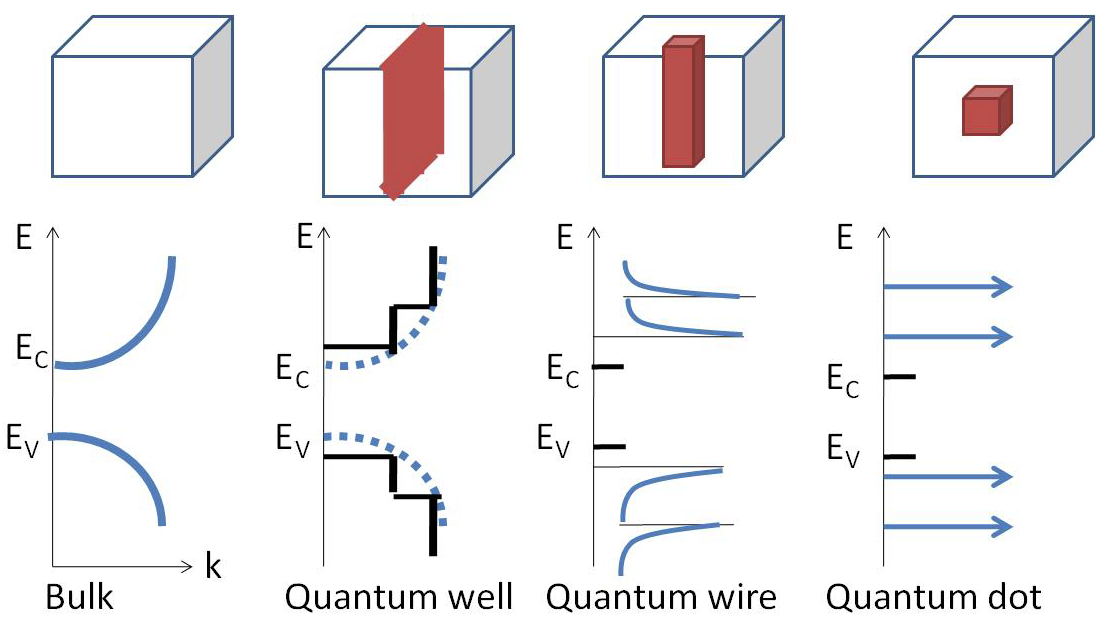 E
E
E
E
E_C
E_C
E_C
E_C
E_V
E_V
E_V
E_V
k
Bulk
Quantum well
Quantum wire
Quantum dot